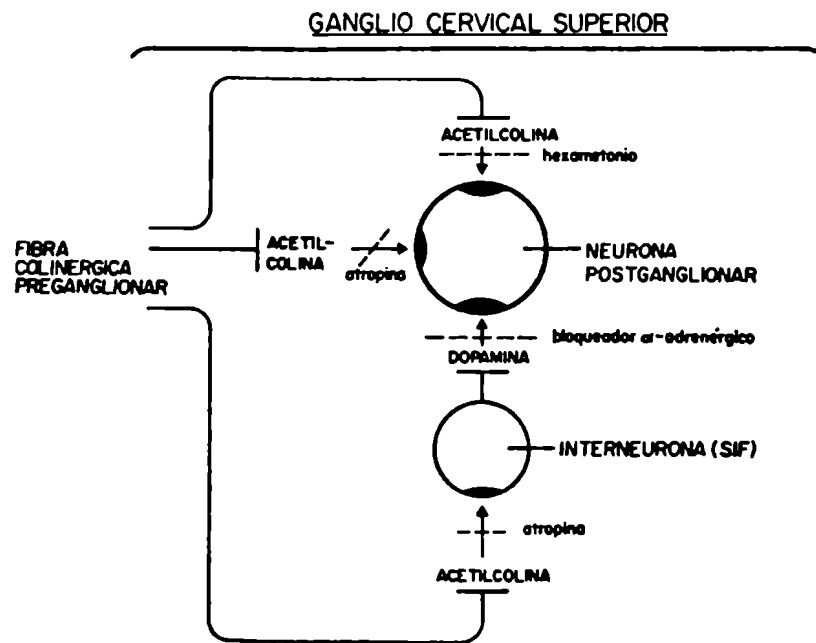 GANGLIO CERVICAL SUPERIOR
ACETILCOLINA
hexametonio
FIBRA
COLINERGICA
PREGANGLIONAR
ACETIL-
COLINA
atropina
NEURONA
POSTGANGLIONAR
bloqueador α-adrenérgico
DOPAMINA
INTERNEURONA (SIF)
atropina
ACETILCOLINA